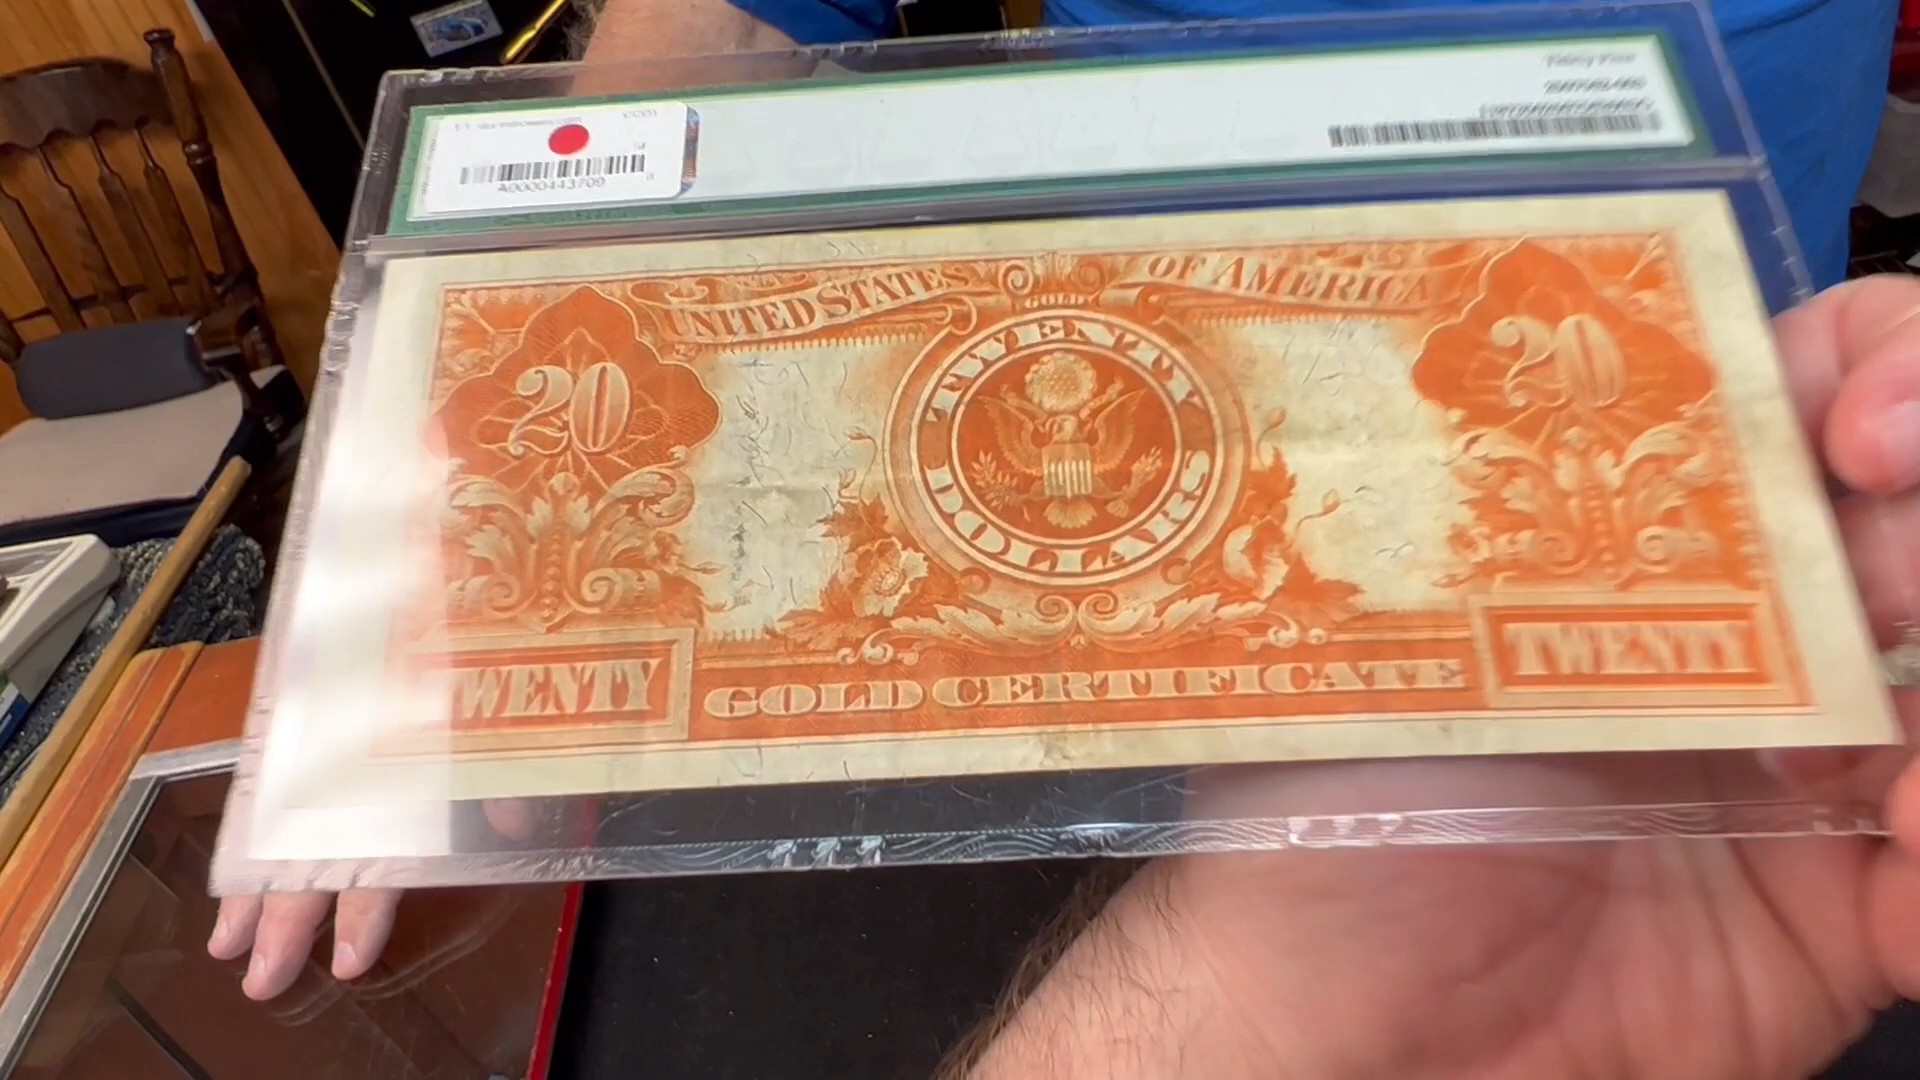 A0000443709
UNITED STATES OF AMERICA
GOLD
TWENTY
20
20
DOLLARS
TWENTY
GOLD CERTIFICATE
TWENTY